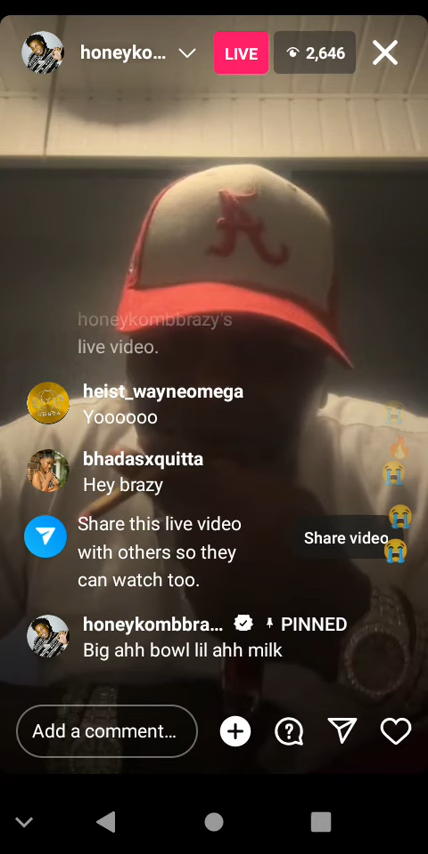 honeyko...
LIVE
2,646
A
honeykombbrazy's
live video.
heist_wayneomega
Yoooooo
bhadasxquitta
Hey brazy
Share this live video
with others so they
can watch too.
Share video
honeykombbra... PINNED
Big ahh bowl lil ahh milk
Add a comment...